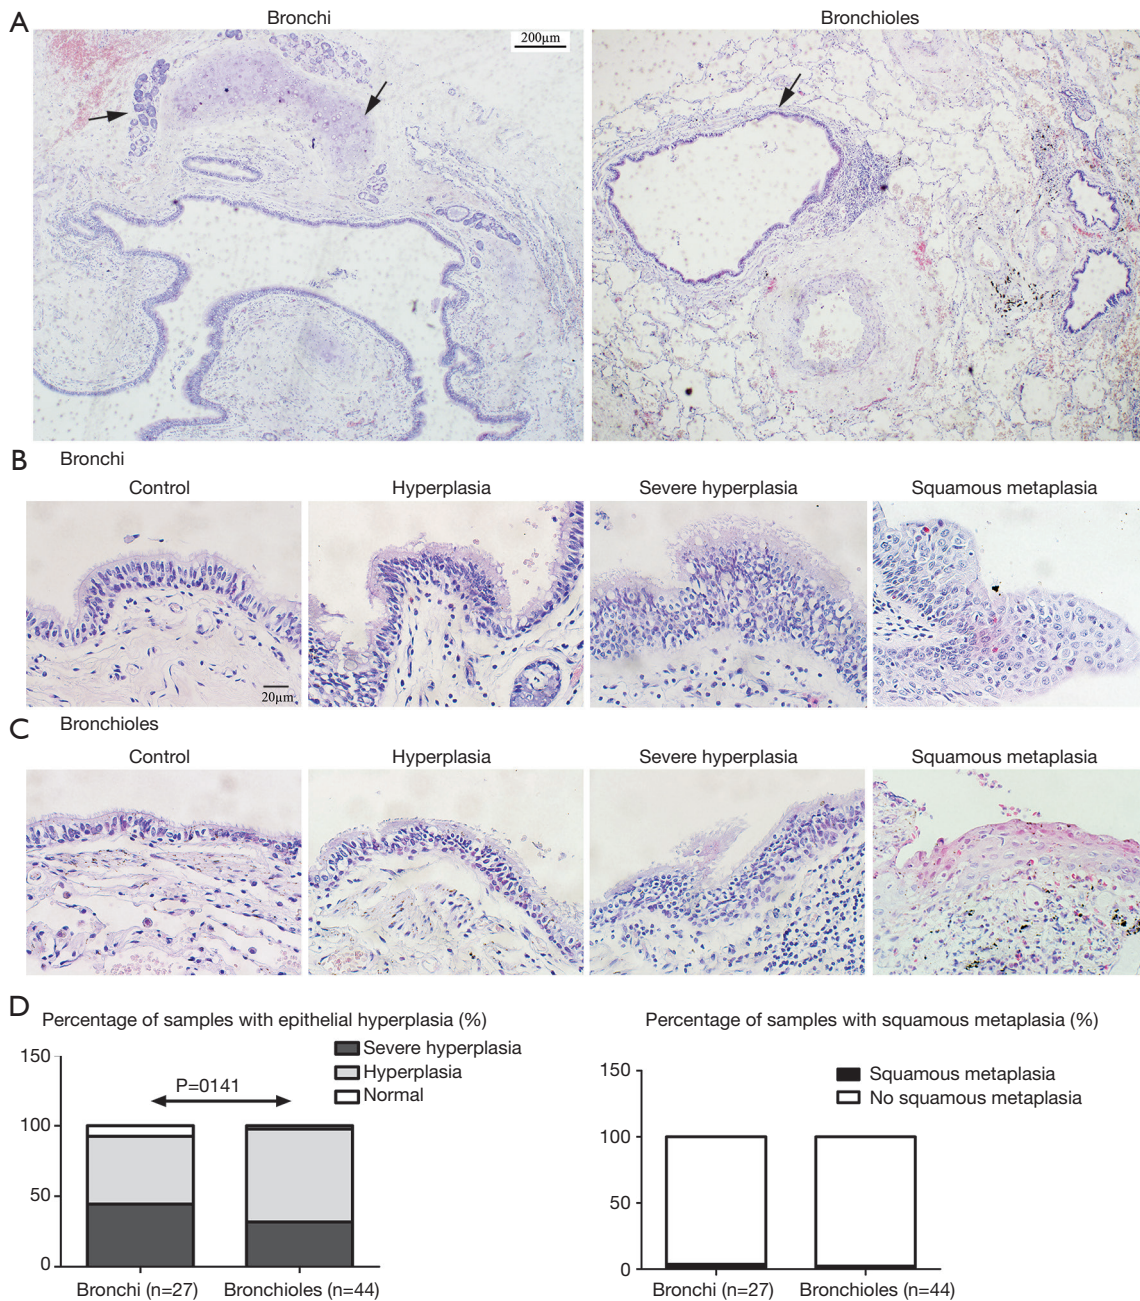 A
Bronchi
Bronchioles
200μm
B
Bronchi
Control
Hyperplasia
Severe hyperplasia
Squamous metaplasia
20μm
C
Bronchioles
Control
Hyperplasia
Severe hyperplasia
Squamous metaplasia
D
Percentage of samples with epithelial hyperplasia (%)
Severe hyperplasia
Hyperplasia
Normal
P=0141
150
100
50
0
Bronchi (n=27)
Bronchioles (n=44)
Percentage of samples with squamous metaplasia (%)
Squamous metaplasia
No squamous metaplasia
150
100
50
0
Bronchi (n=27)
Bronchioles (n=44)